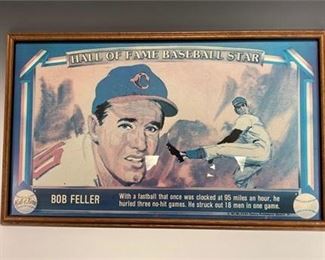 HALL OF FAME BASEBALL STAR
C
BOB FELLER
With a fastball that once was clocked at 95 miles an hour, he
hurled three no-hit games. He struck out 18 men in one game.